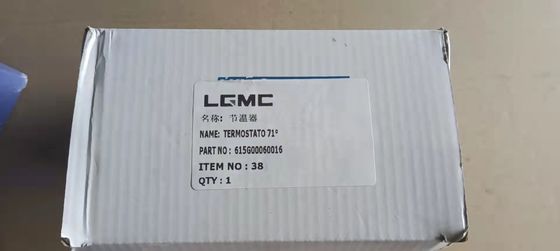 LGMC
名称: 节温器
NAME: TERMOSTATO 71°
PART NO : 615G00060016
ITEM NO : 38
QTY : 1